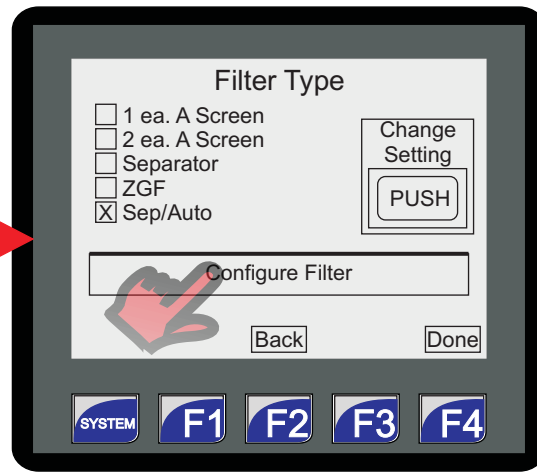 Filter Type
1 ea. A Screen
2 ea. A Screen
Separator
ZGF
X Sep/Auto
Change
Setting
PUSH
Configure Filter
Back
Done
SYSTEM
F1
F2
F3
F4